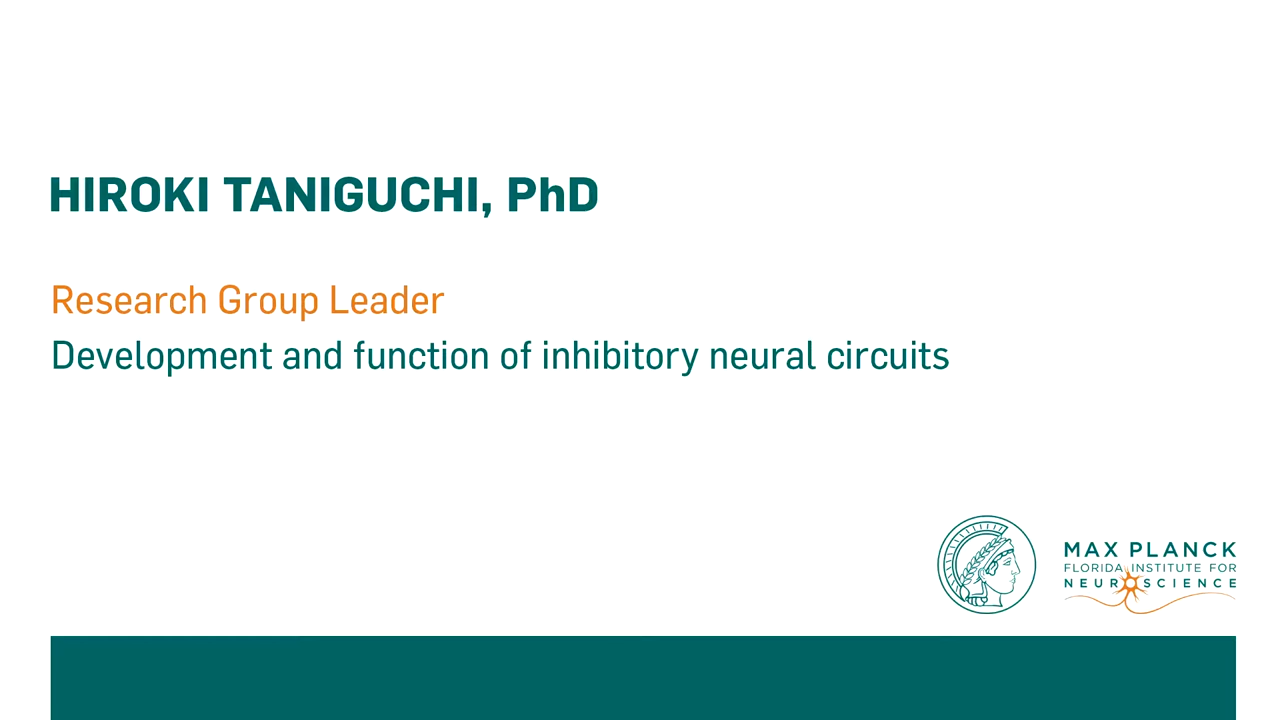 HIROKI TANIGUCHI, PhD
Research Group Leader
Development and function of inhibitory neural circuits
MAX PLANCK
FLORIDA INSTITUTE FOR
NEUROSCIENCE